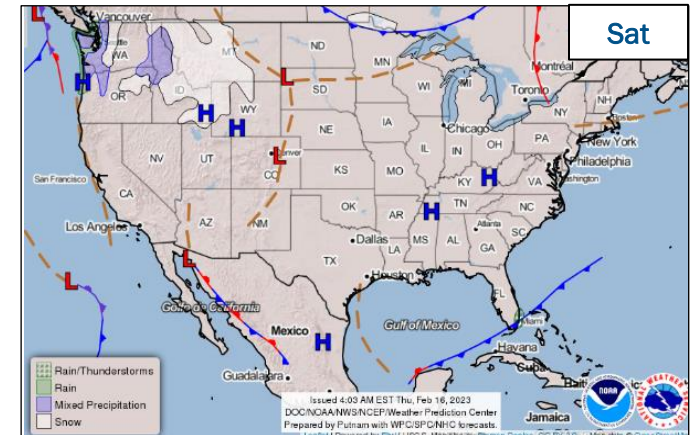 Sat
Vancouver
Seattle
WA
MT
ND
MN
Montréal
OR
ID
SD
WI
MI
Toronto
NH
WY
NY
Boston
NV
UT
NE
IA
Chicago
IL
IN
OH
PA
New York
Philadelphia
San Francisco
CO
Denver
KS
MO
KY
VA
Washington
CA
Los Angeles
AZ
NM
OK
AR
TN
NC
Atlanta
SC
Dallas
TX
LA
MS
AL
GA
Houston
FL
Golfo de California
Mexico
Gulf of Mexico
Miami
Havana
Cuba
Guadalajara
Jamaica
H
H
H
H
H
H
L
L
L
L
L
L
Rain/Thunderstorms
Rain
Mixed Precipitation
Snow
Issued 4:03 AM EST Thu, Feb 16, 2023
DOC/NOAA/NWS/NCEP/Weather Prediction Center
Prepared by Putnam with WPC/SPC/NHC forecasts.
NOAA